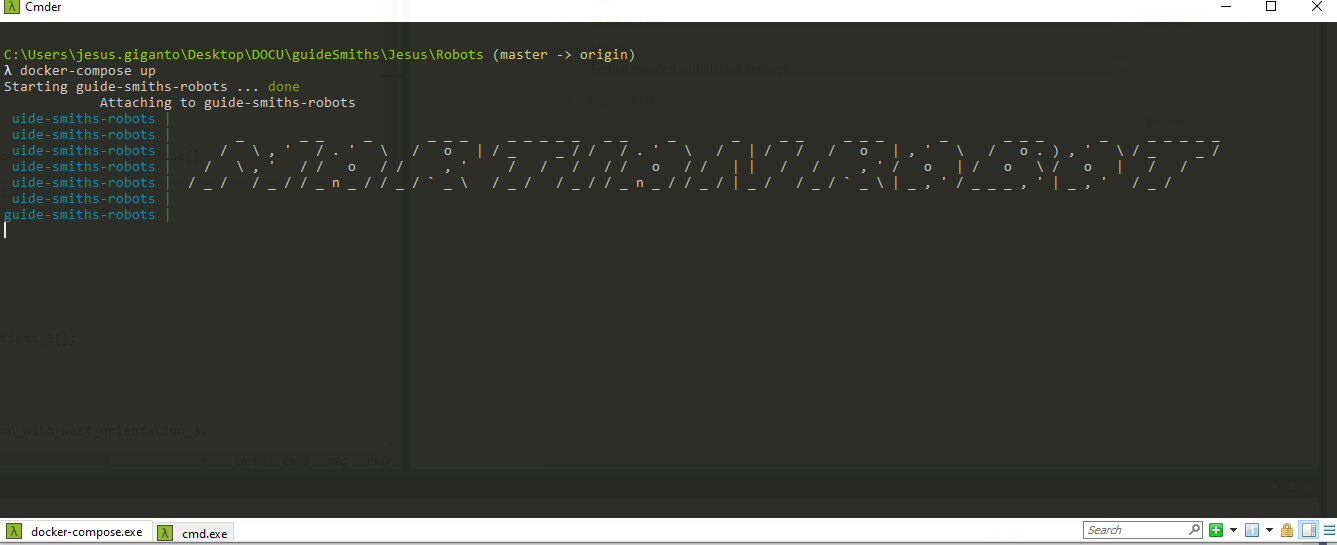 Cmder
C:\Users\jesus.giganto\Desktop\DOCU\guideSmiths\Jesus\Robots (master -> origin)
λ docker-compose up
Starting guide-smiths-robots ... done
Attaching to guide-smiths-robots
uide-smiths-robots |
uide-smiths-robots |
uide-smiths-robots |
uide-smiths-robots |
uide-smiths-robots |
uide-smiths-robots |
guide-smiths-robots |
docker-compose.exe
cmd.exe
Search